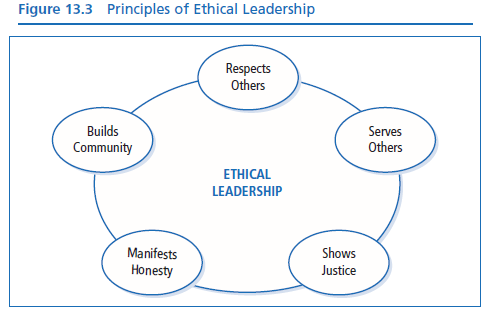 Figure 13.3 Principles of Ethical Leadership
Respects
Others
Builds
Community
Serves
Others
ETHICAL
LEADERSHIP
Manifests
Honesty
Shows
Justice